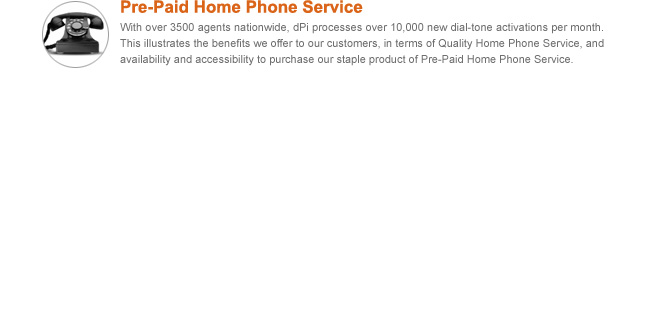 Pre-Paid Home Phone Service
With over 3500 agents nationwide, dPi processes over 10,000 new dial-tone activations per month.
This illustrates the benefits we offer to our customers, in terms of Quality Home Phone Service, and
availability and accessibility to purchase our staple product of Pre-Paid Home Phone Service.